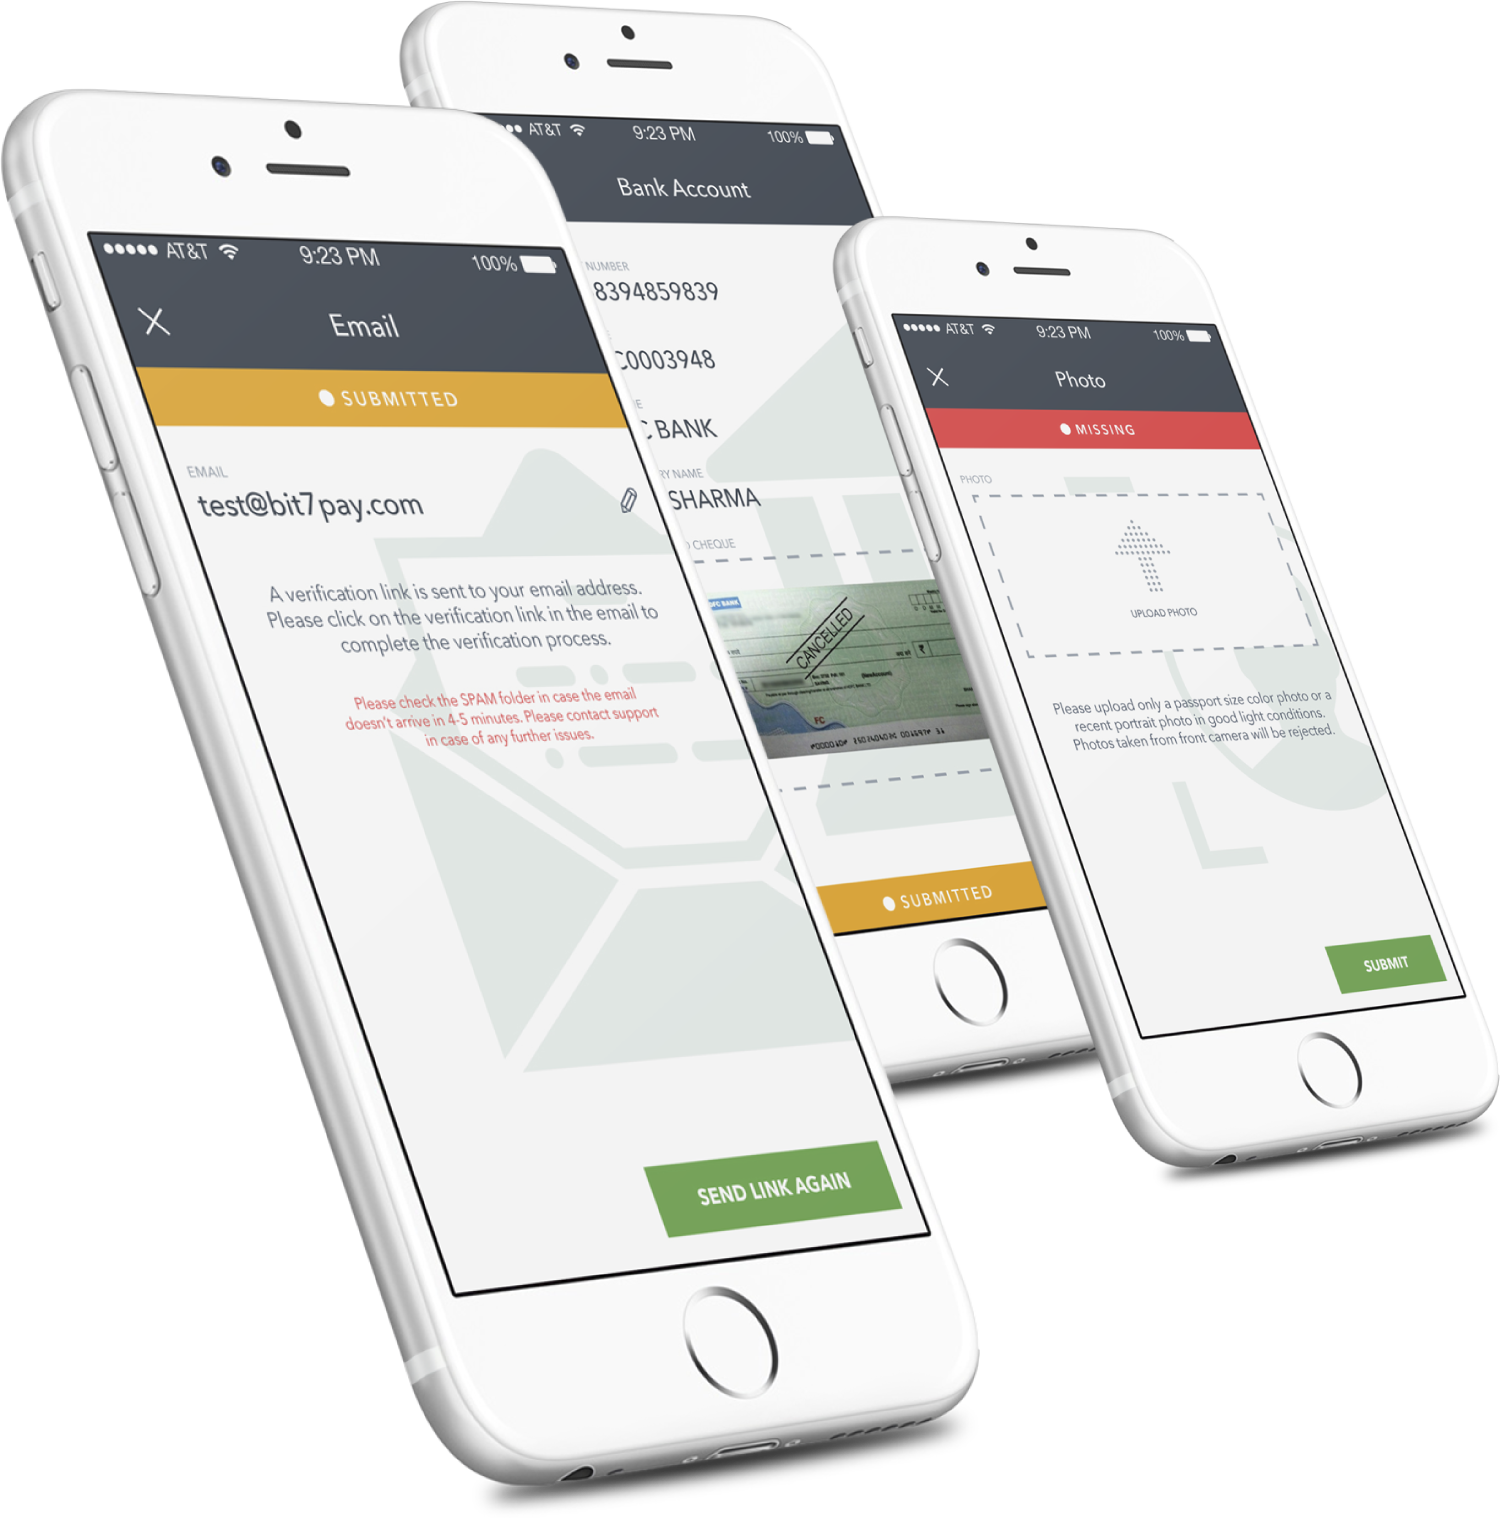 AT&T 9:23 PM 100%
Email
SUBMITTED
EMAIL
test@bit7pay.com
A verification link is sent to your email address.
Please click on the verification link in the email to
complete the verification process.
Please check the SPAM folder in case the email
doesn't arrive in 4-5 minutes. Please contact support
in case of any further issues.
SEND LINK AGAIN
AT&T 9:23 PM 100%
Bank Account
NUMBER
8394859839
C0003948
BANK
NAME
SHARMA
CHEQUE
BANK
CANCELLED
₹
FC
SUBMITTED
AT&T 9:23 PM 100%
Photo
MISSING
PHOTO
UPLOAD PHOTO
Please upload only a passport size color photo or a
recent portrait photo in good light conditions.
Photos taken from front camera will be rejected.
SUBMIT